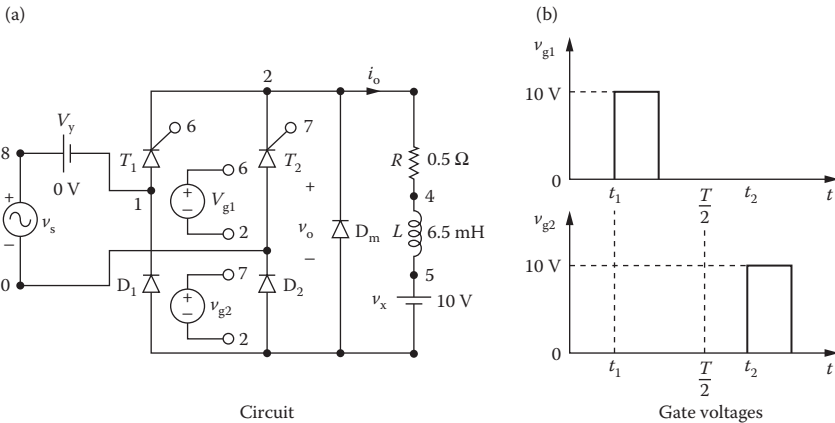 (a)
2
i_o
8
V_y
0 V
1
T_1
6
T_2
7
R
0.5 Ω
4
+
v_s
−
6
+
−
V_g1
2
+
v_o
−
D_m
L
6.5 mH
5
0
D_1
7
+
−
v_g2
2
D_2
v_x
10 V
Circuit
(b)
v_g1
10 V
0
t_1
T/2
t_2
t
v_g2
10 V
0
t_1
T/2
t_2
t
Gate voltages